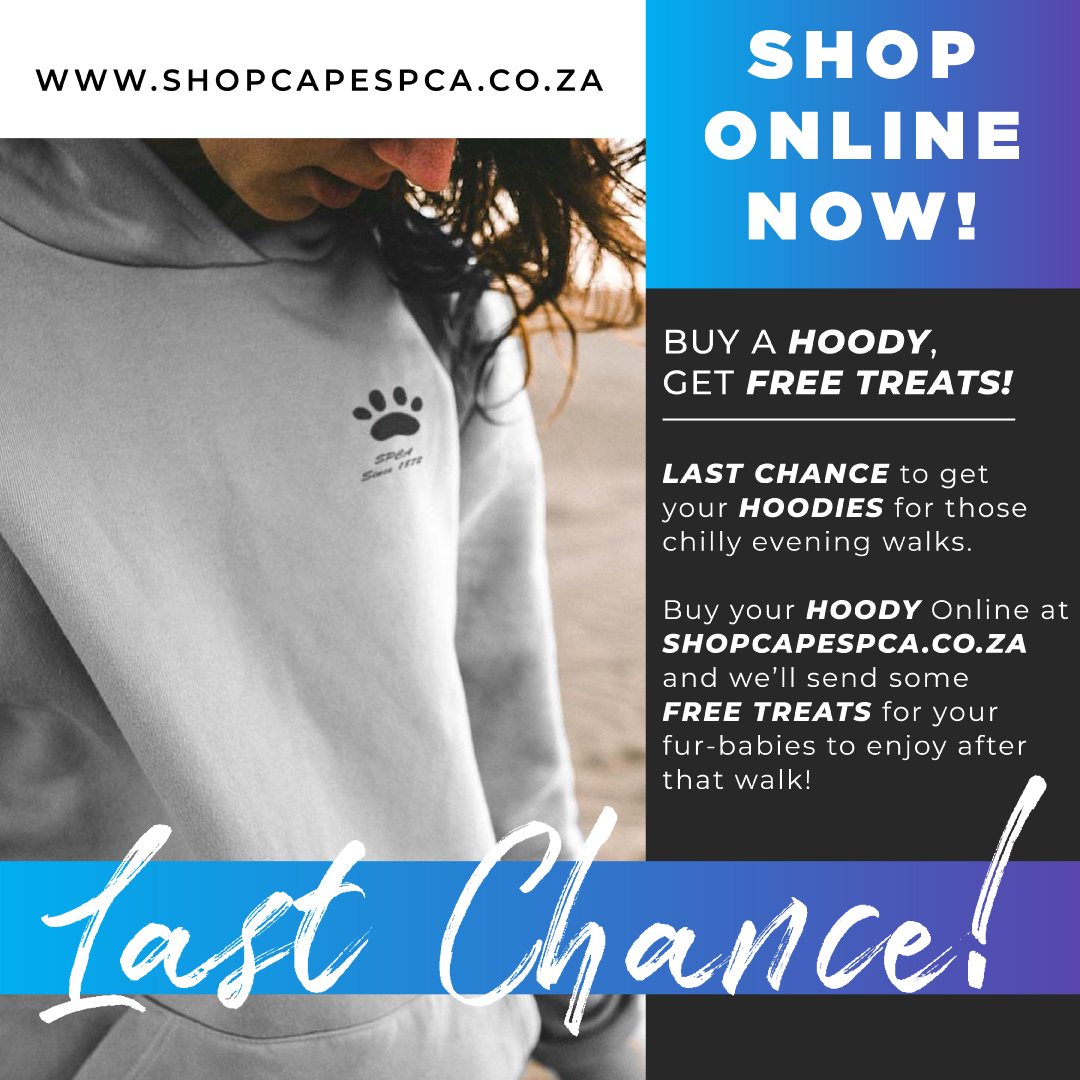 WWW.SHOPCAPESPCA.CO.ZA
SHOP
ONLINE
NOW!
SPCA
Since 1872
BUY A HOODY,
GET FREE TREATS!
LAST CHANCE to get
your HOODIES for those
chilly evening walks.
Buy your HOODY Online at
SHOPCAPESPCA.CO.ZA
and we’ll send some
FREE TREATS for your
fur-babies to enjoy after
that walk!
Last Chance!